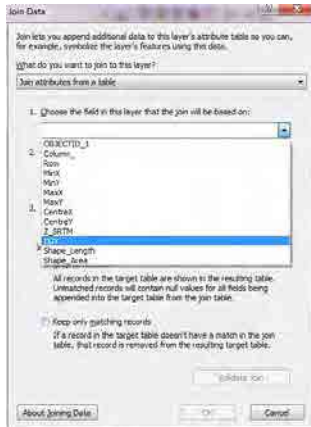 Join Data
Join lets you append additional data to this layer's attribute table so you can,
for example, symbolize the layer's features using this data.
What do you want to join to this layer?
Join attributes from a table
1. Choose the field in this layer that the join will be based on:
OBJECTID_1
2. Column_
Row
MinX
MinY
MaxX
MaxY
3. CentreX
CentreY
Z_SRTM
Shape_Length
Shape_Area
All records in the target table are shown in the resulting table.
Unmatched records will contain null values for all fields being
appended into the target table from the join table.
Keep only matching records
If a record in the target table doesn't have a match in the join
table, that record is removed from the resulting target table.
Validate Join
About Joining Data
OK
Cancel